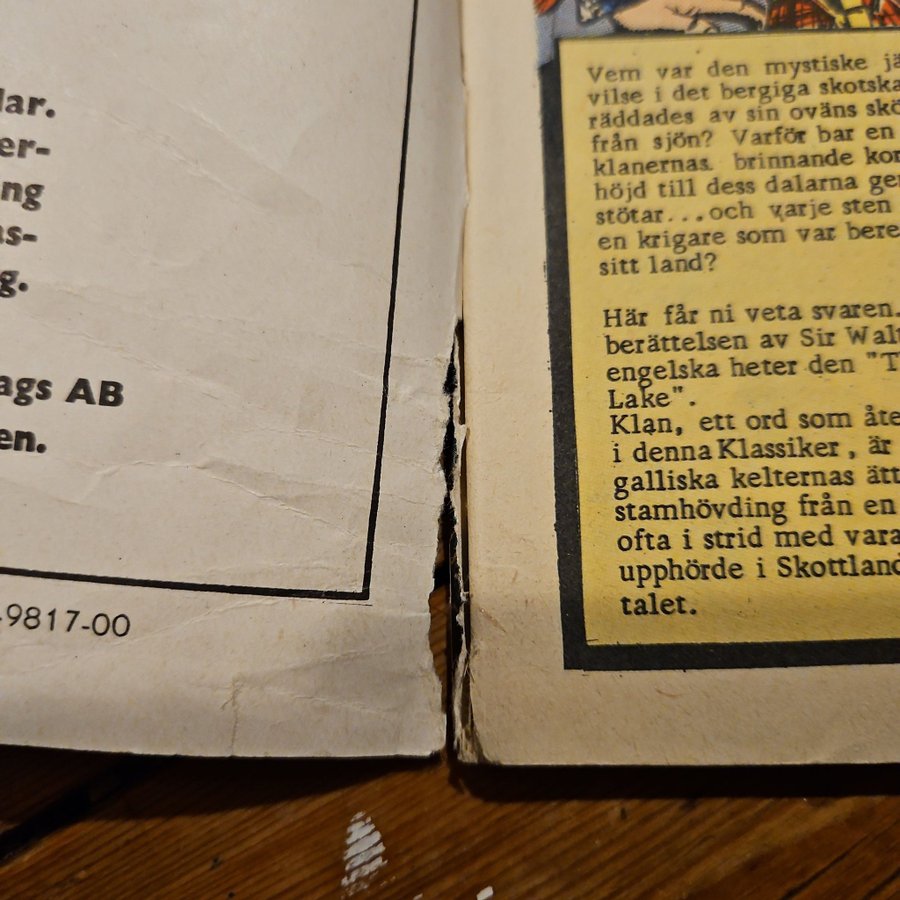 lar.
er-
ng
as-
g.
ags AB
en.
-9817-00
Vem var den mystiske jä
vilse i det bergiga skotska
räddades av sin oväns skö
från sjön? Varför bar en
klanernas brinnande kor
höjd till dess dalarna gen
stötar...och varje sten
en krigare som var bere
sitt land?
Här får ni veta svaren.
berättelsen av Sir Walt
engelska heter den "T
Lake".
Klan, ett ord som åte
i denna Klassiker, är
galliska kelternas ätt
stamhövding från en
ofta i strid med vara
upphörde i Skottland
talet.